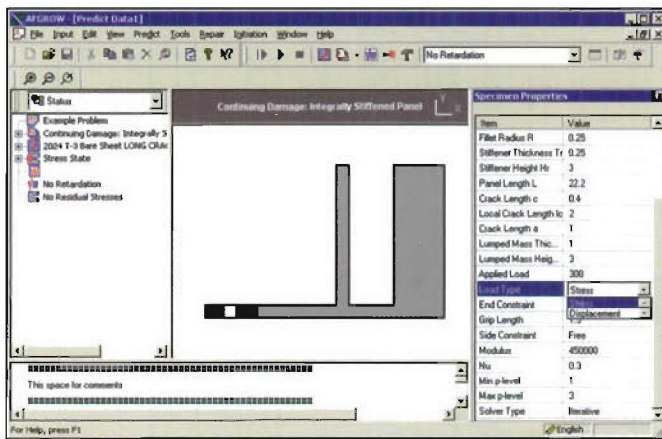 AFGROW - [Predict Data1]
File Input Edit View Predict Tools Repair Initiation Window Help
No Retardation
Status
Example Problem
Continuing Damage: Integrally S
2024 T-3 Bare Sheet LONG CRAC
Stress State
No Retardation
No Residual Stresses
Continuing Damage: Integrally Stiffened Panel
Y
X
Specimen Properties
Item Value
Fillet Radius R 0.25
Stiffener Thickness Tr 0.25
Stiffener Height Hr 3
Panel Length L 22.2
Crack Length c 0.4
Local Crack Length lc 2
Crack Length a 1
Lumped Mass Thic... 1
Lumped Mass Heig... 3
Applied Load 300
Load Type Stress
End Constraint Stress
Displacement
Grip Length 1.5
Side Constraint Free
Modulus 450000
Nu 0.3
Min p-level 1
Max p-level 3
Solver Type Iterative
This space for comments
For Help, press F1
English